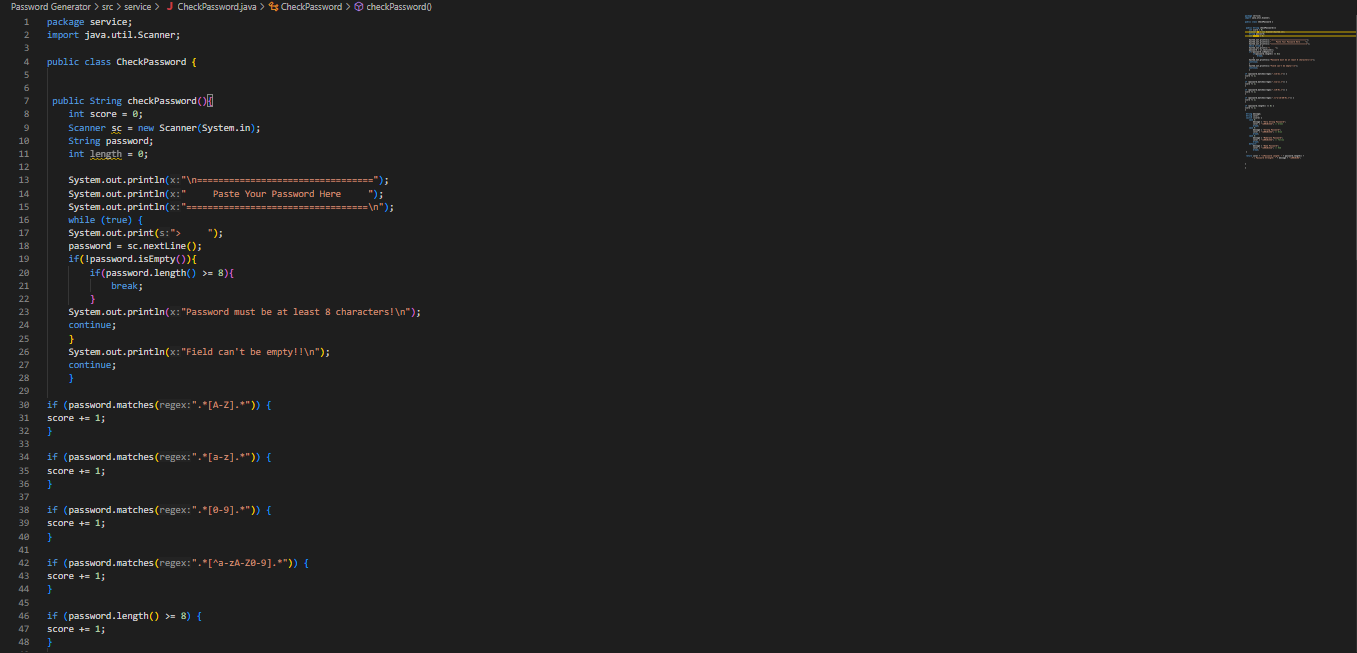 Password Generator > src > service > J CheckPassword.java > CheckPassword > checkPassword()
1 package service;
2 import java.util.Scanner;
3
4 public class CheckPassword {
5
6
7 public String checkPassword(){
8 int score = 0;
9 Scanner sc = new Scanner(System.in);
10 String password;
11 int length = 0;
12
13 System.out.println(x:"\n=================================");
14 System.out.println(x:"     Paste Your Password Here     ");
15 System.out.println(x:"==================================\n");
16 while (true) {
17 System.out.print(s:">     ");
18 password = sc.nextLine();
19 if(!password.isEmpty()){
20 if(password.length() >= 8){
21 break;
22 }
23 System.out.println(x:"Password must be at least 8 characters!\n");
24 continue;
25 }
26 System.out.println(x:"Field can't be empty!!\n");
27 continue;
28 }
29
30 if (password.matches(regex:".*[A-Z].*")) {
31 score += 1;
32 }
33
34 if (password.matches(regex:".*[a-z].*")) {
35 score += 1;
36 }
37
38 if (password.matches(regex:".*[0-9].*")) {
39 score += 1;
40 }
41
42 if (password.matches(regex:".*[^a-zA-Z0-9].*")) {
43 score += 1;
44 }
45
46 if (password.length() >= 8) {
47 score += 1;
48 }